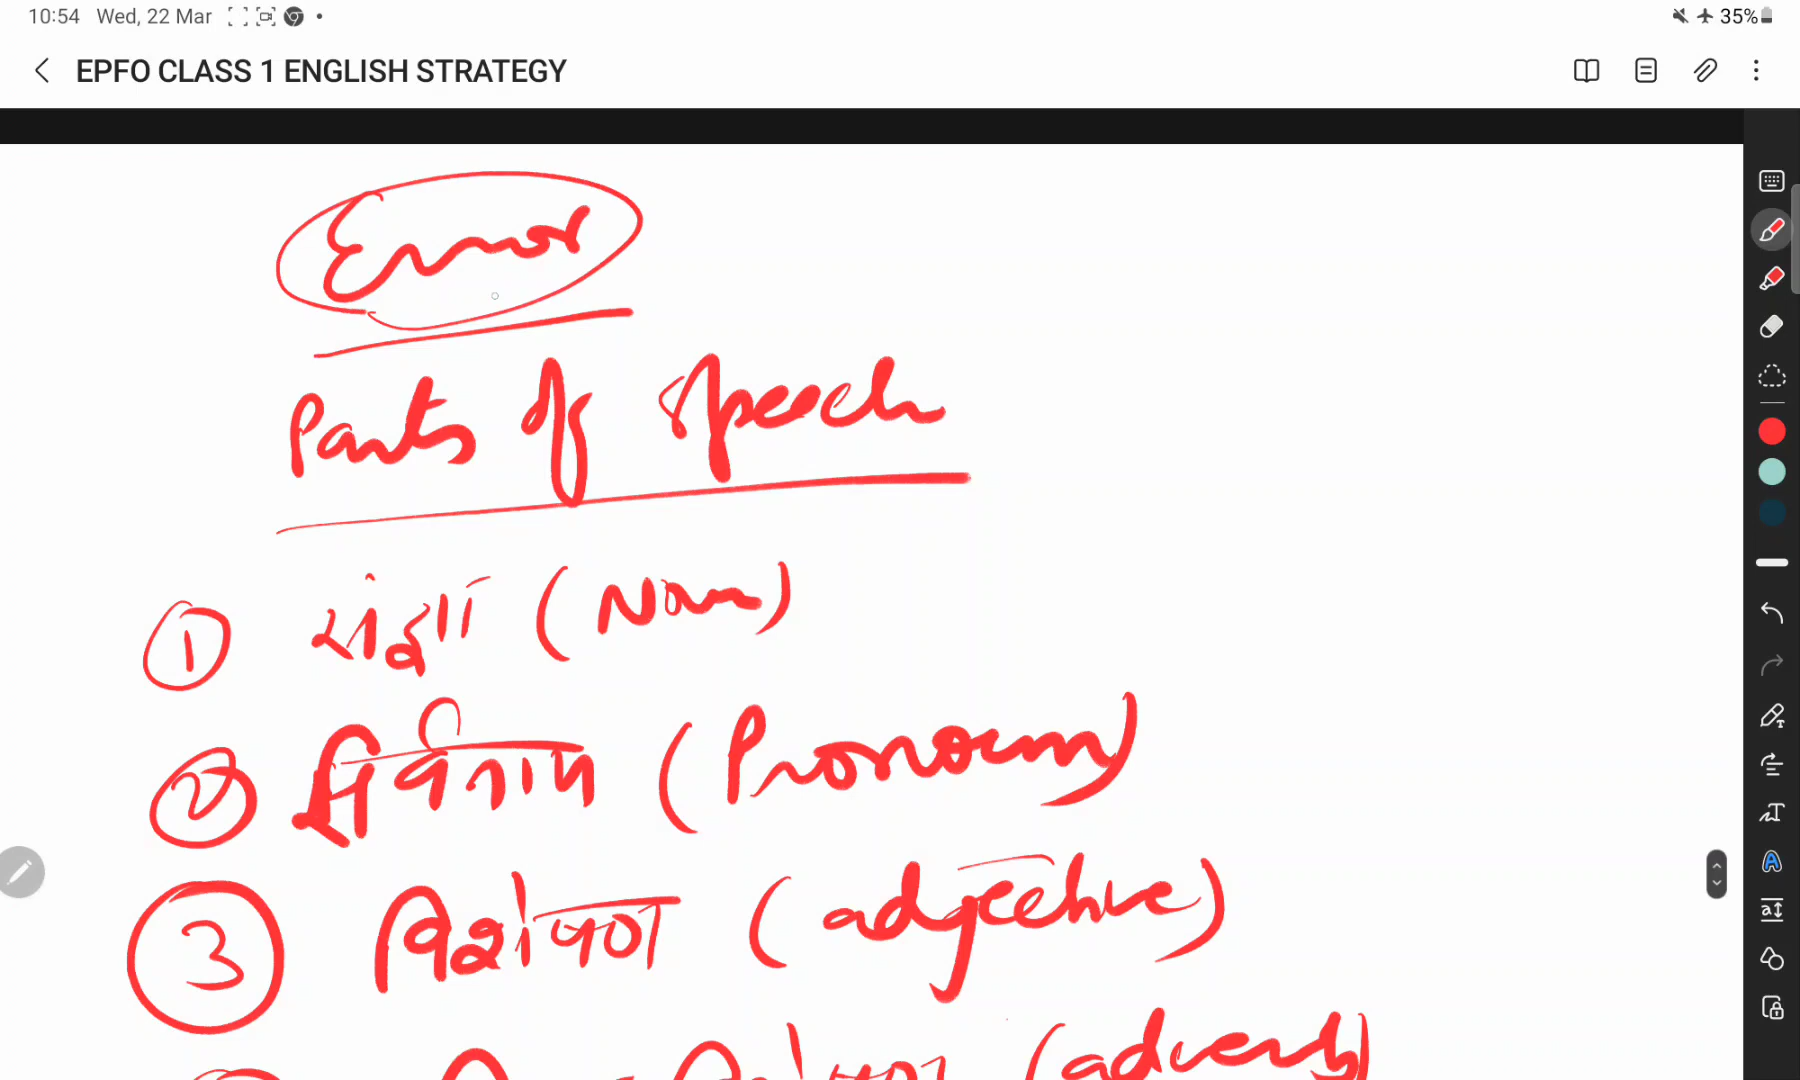 10:54 Wed, 22 Mar 35%
EPFO CLASS 1 ENGLISH STRATEGY
Error
Parts of speech
① संज्ञा (Noun)
② सर्वनाम (Pronoun)
③ विशेषण (adjective)
(adverb)